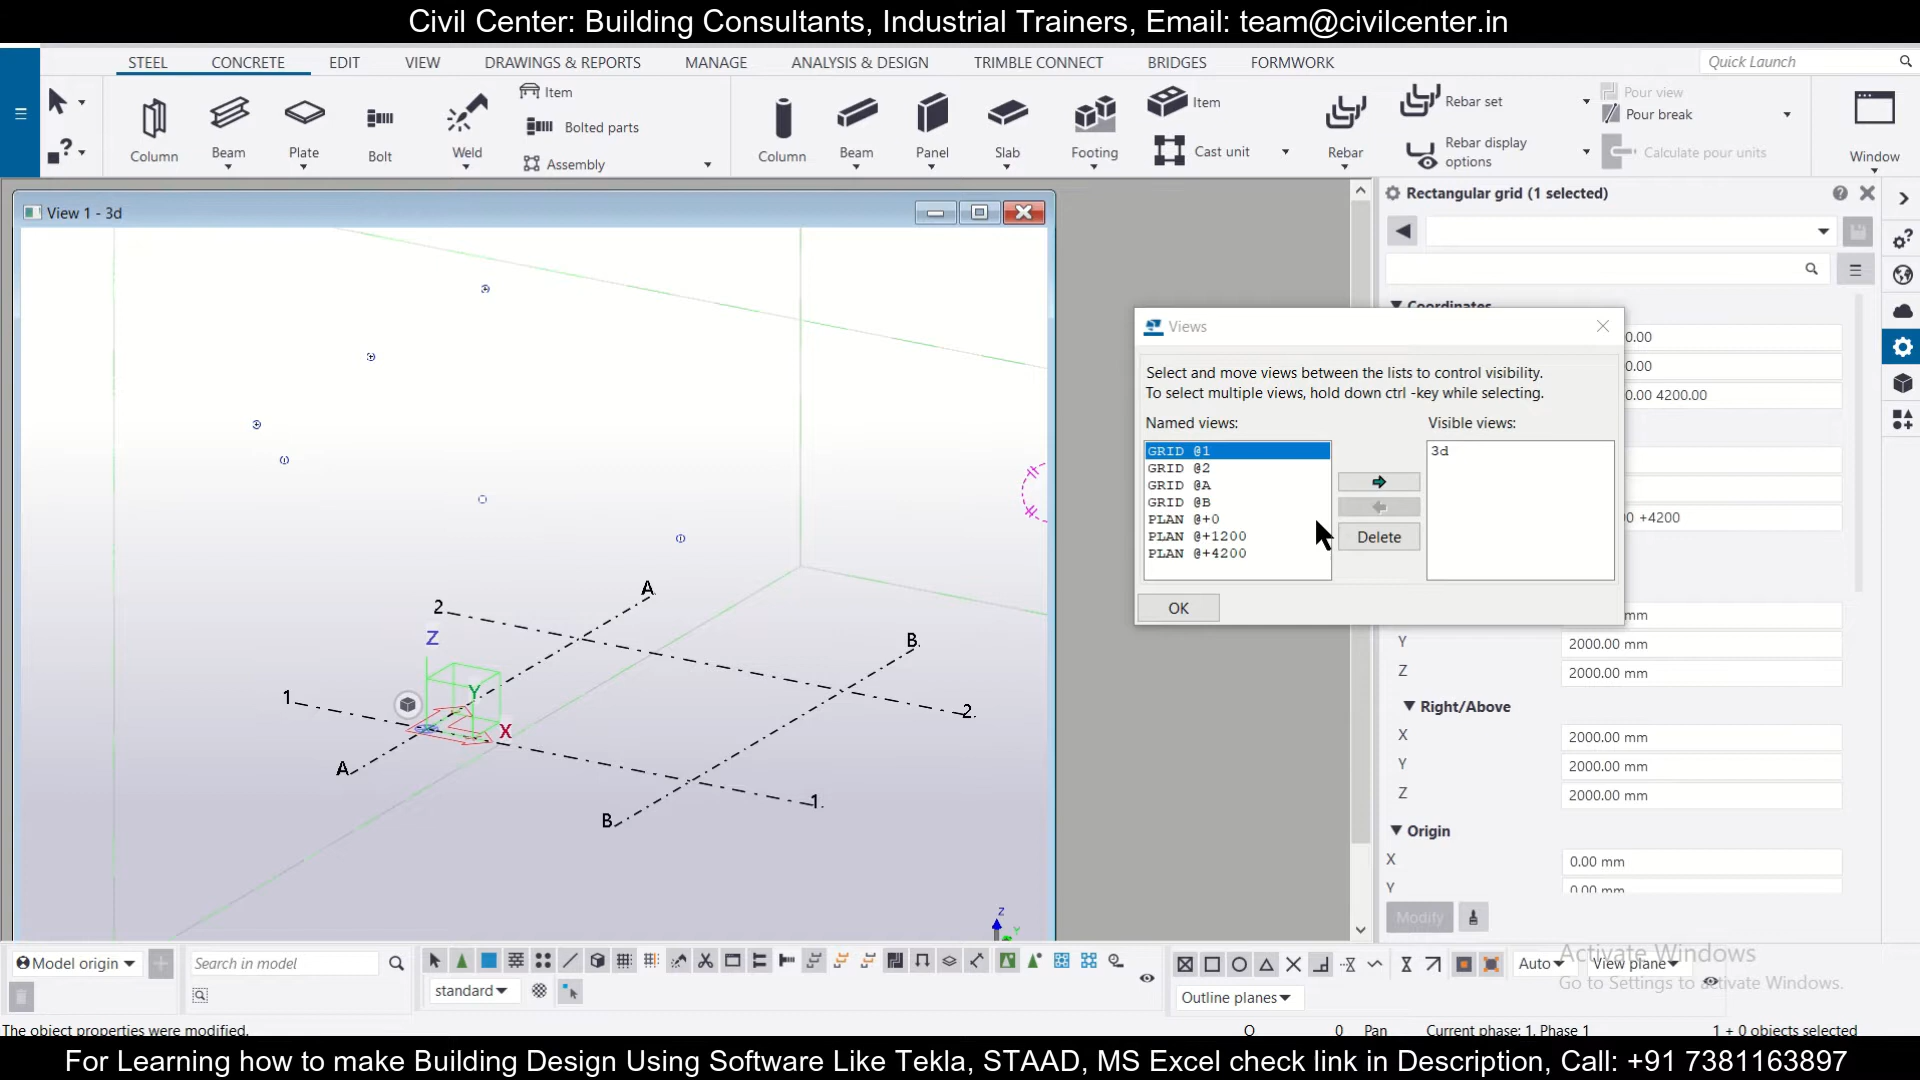 Civil Center: Building Consultants, Industrial Trainers, Email: team@civilcenter.in
STEEL CONCRETE EDIT VIEW DRAWINGS & REPORTS MANAGE ANALYSIS & DESIGN TRIMBLE CONNECT BRIDGES FORMWORK Quick Launch
Item Item Rebar set Pour view
Bolted parts Pour break
Column Beam Plate Bolt Weld Assembly Column Beam Panel Slab Footing Cast unit Rebar Rebar display
options Calculate pour units Window
View 1 - 3d
Rectangular grid (1 selected)
Coordinates
Views
0.00
0.00
0.00 4200.00
Select and move views between the lists to control visibility.
To select multiple views, hold down ctrl -key while selecting.
Named views: Visible views:
GRID @1 3d
GRID @2
GRID @A
GRID @B
PLAN @+0
PLAN @+1200
PLAN @+4200
Delete
OK
+4200
mm
Y 2000.00 mm
Z 2000.00 mm
Right/Above
X 2000.00 mm
Y 2000.00 mm
Z 2000.00 mm
Origin
X 0.00 mm
Y 0.00 mm
Modify
A
2
Z
B
Y
1
2
X
A
1
B
Z
Y
Model origin Search in model Auto View plane
standard Outline planes
Activate Windows
Go to Settings to activate Windows.
The object properties were modified. O 0 Pan Current phase: 1, Phase 1 1 + 0 objects selected
For Learning how to make Building Design Using Software Like Tekla, STAAD, MS Excel check link in Description, Call: +91 7381163897